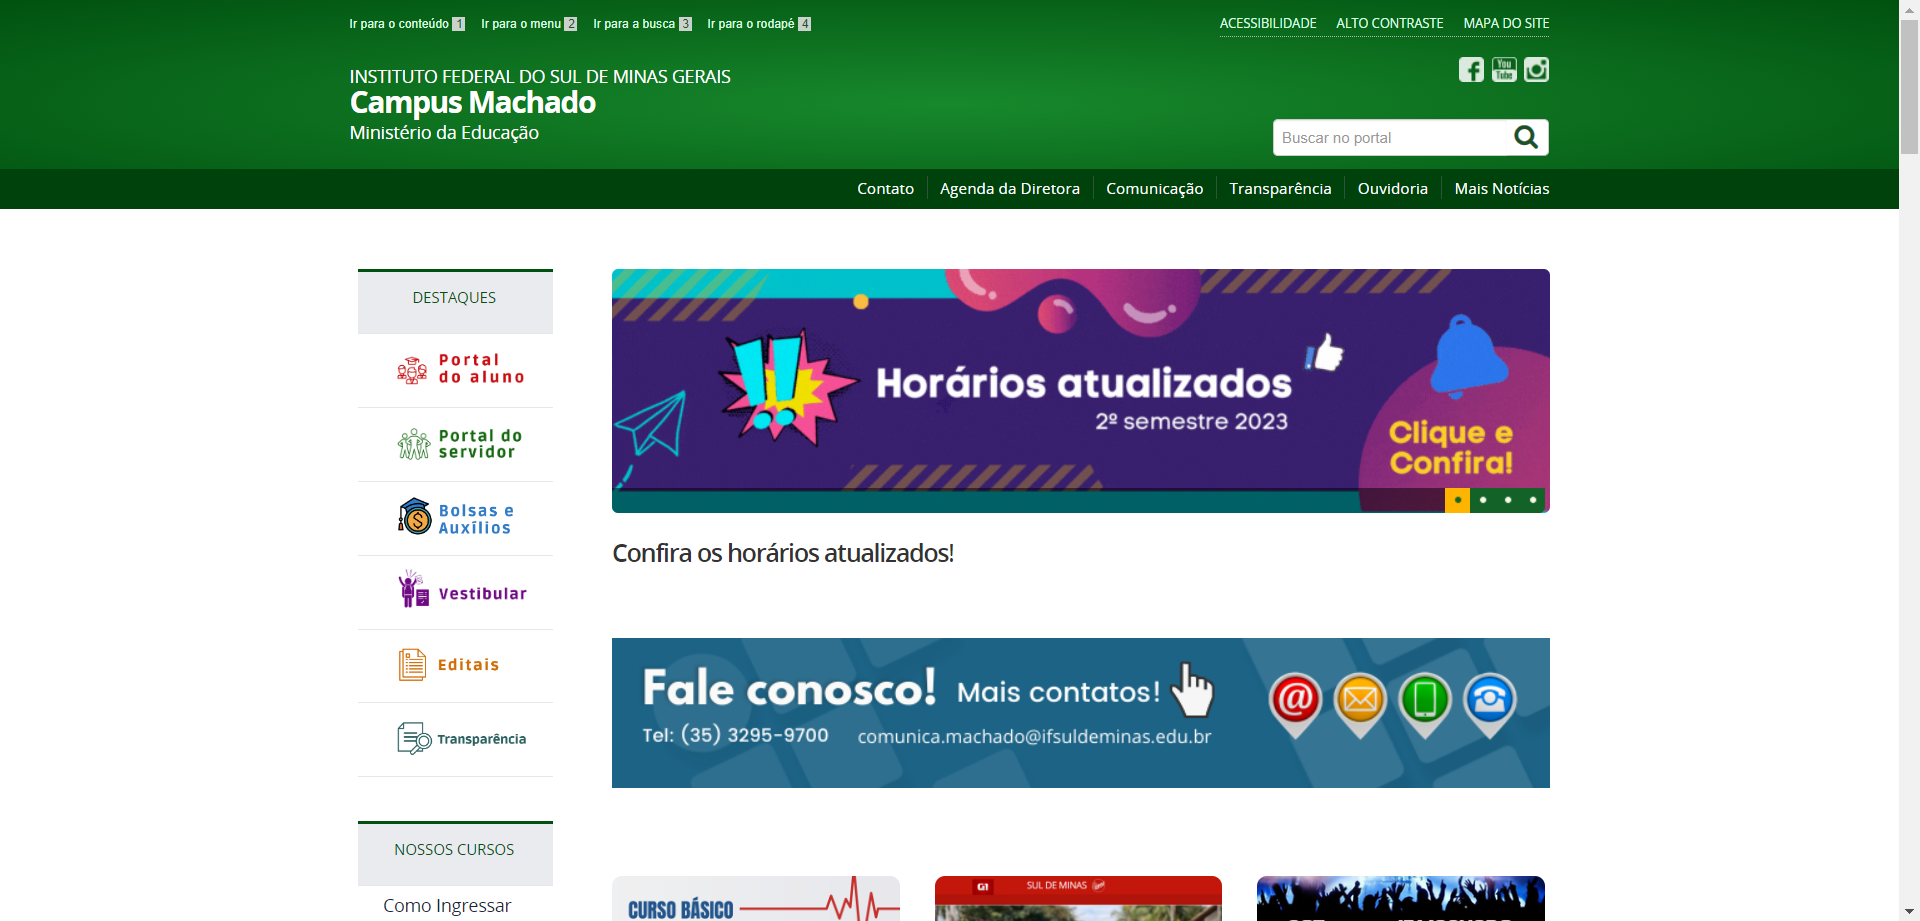 Ir para o conteúdo 1 Ir para o menu 2 Ir para a busca 3 Ir para o rodapé 4
ACESSIBILIDADE ALTO CONTRASTE MAPA DO SITE
INSTITUTO FEDERAL DO SUL DE MINAS GERAIS
Campus Machado
Ministério da Educação
You Tube
Buscar no portal
Contato Agenda da Diretora Comunicação Transparência Ouvidoria Mais Notícias
DESTAQUES
Portal
do aluno
Portal do
servidor
Bolsas e
Auxílios
Vestibular
Editais
Transparência
NOSSOS CURSOS
Como Ingressar
!!
Horários atualizados
2º semestre 2023
Clique e
Confira!
Confira os horários atualizados!
Fale conosco! Mais contatos!
Tel: (35) 3295-9700 comunica.machado@ifsuldeminas.edu.br
@
CURSO BÁSICO
G1 SUL DE MINAS